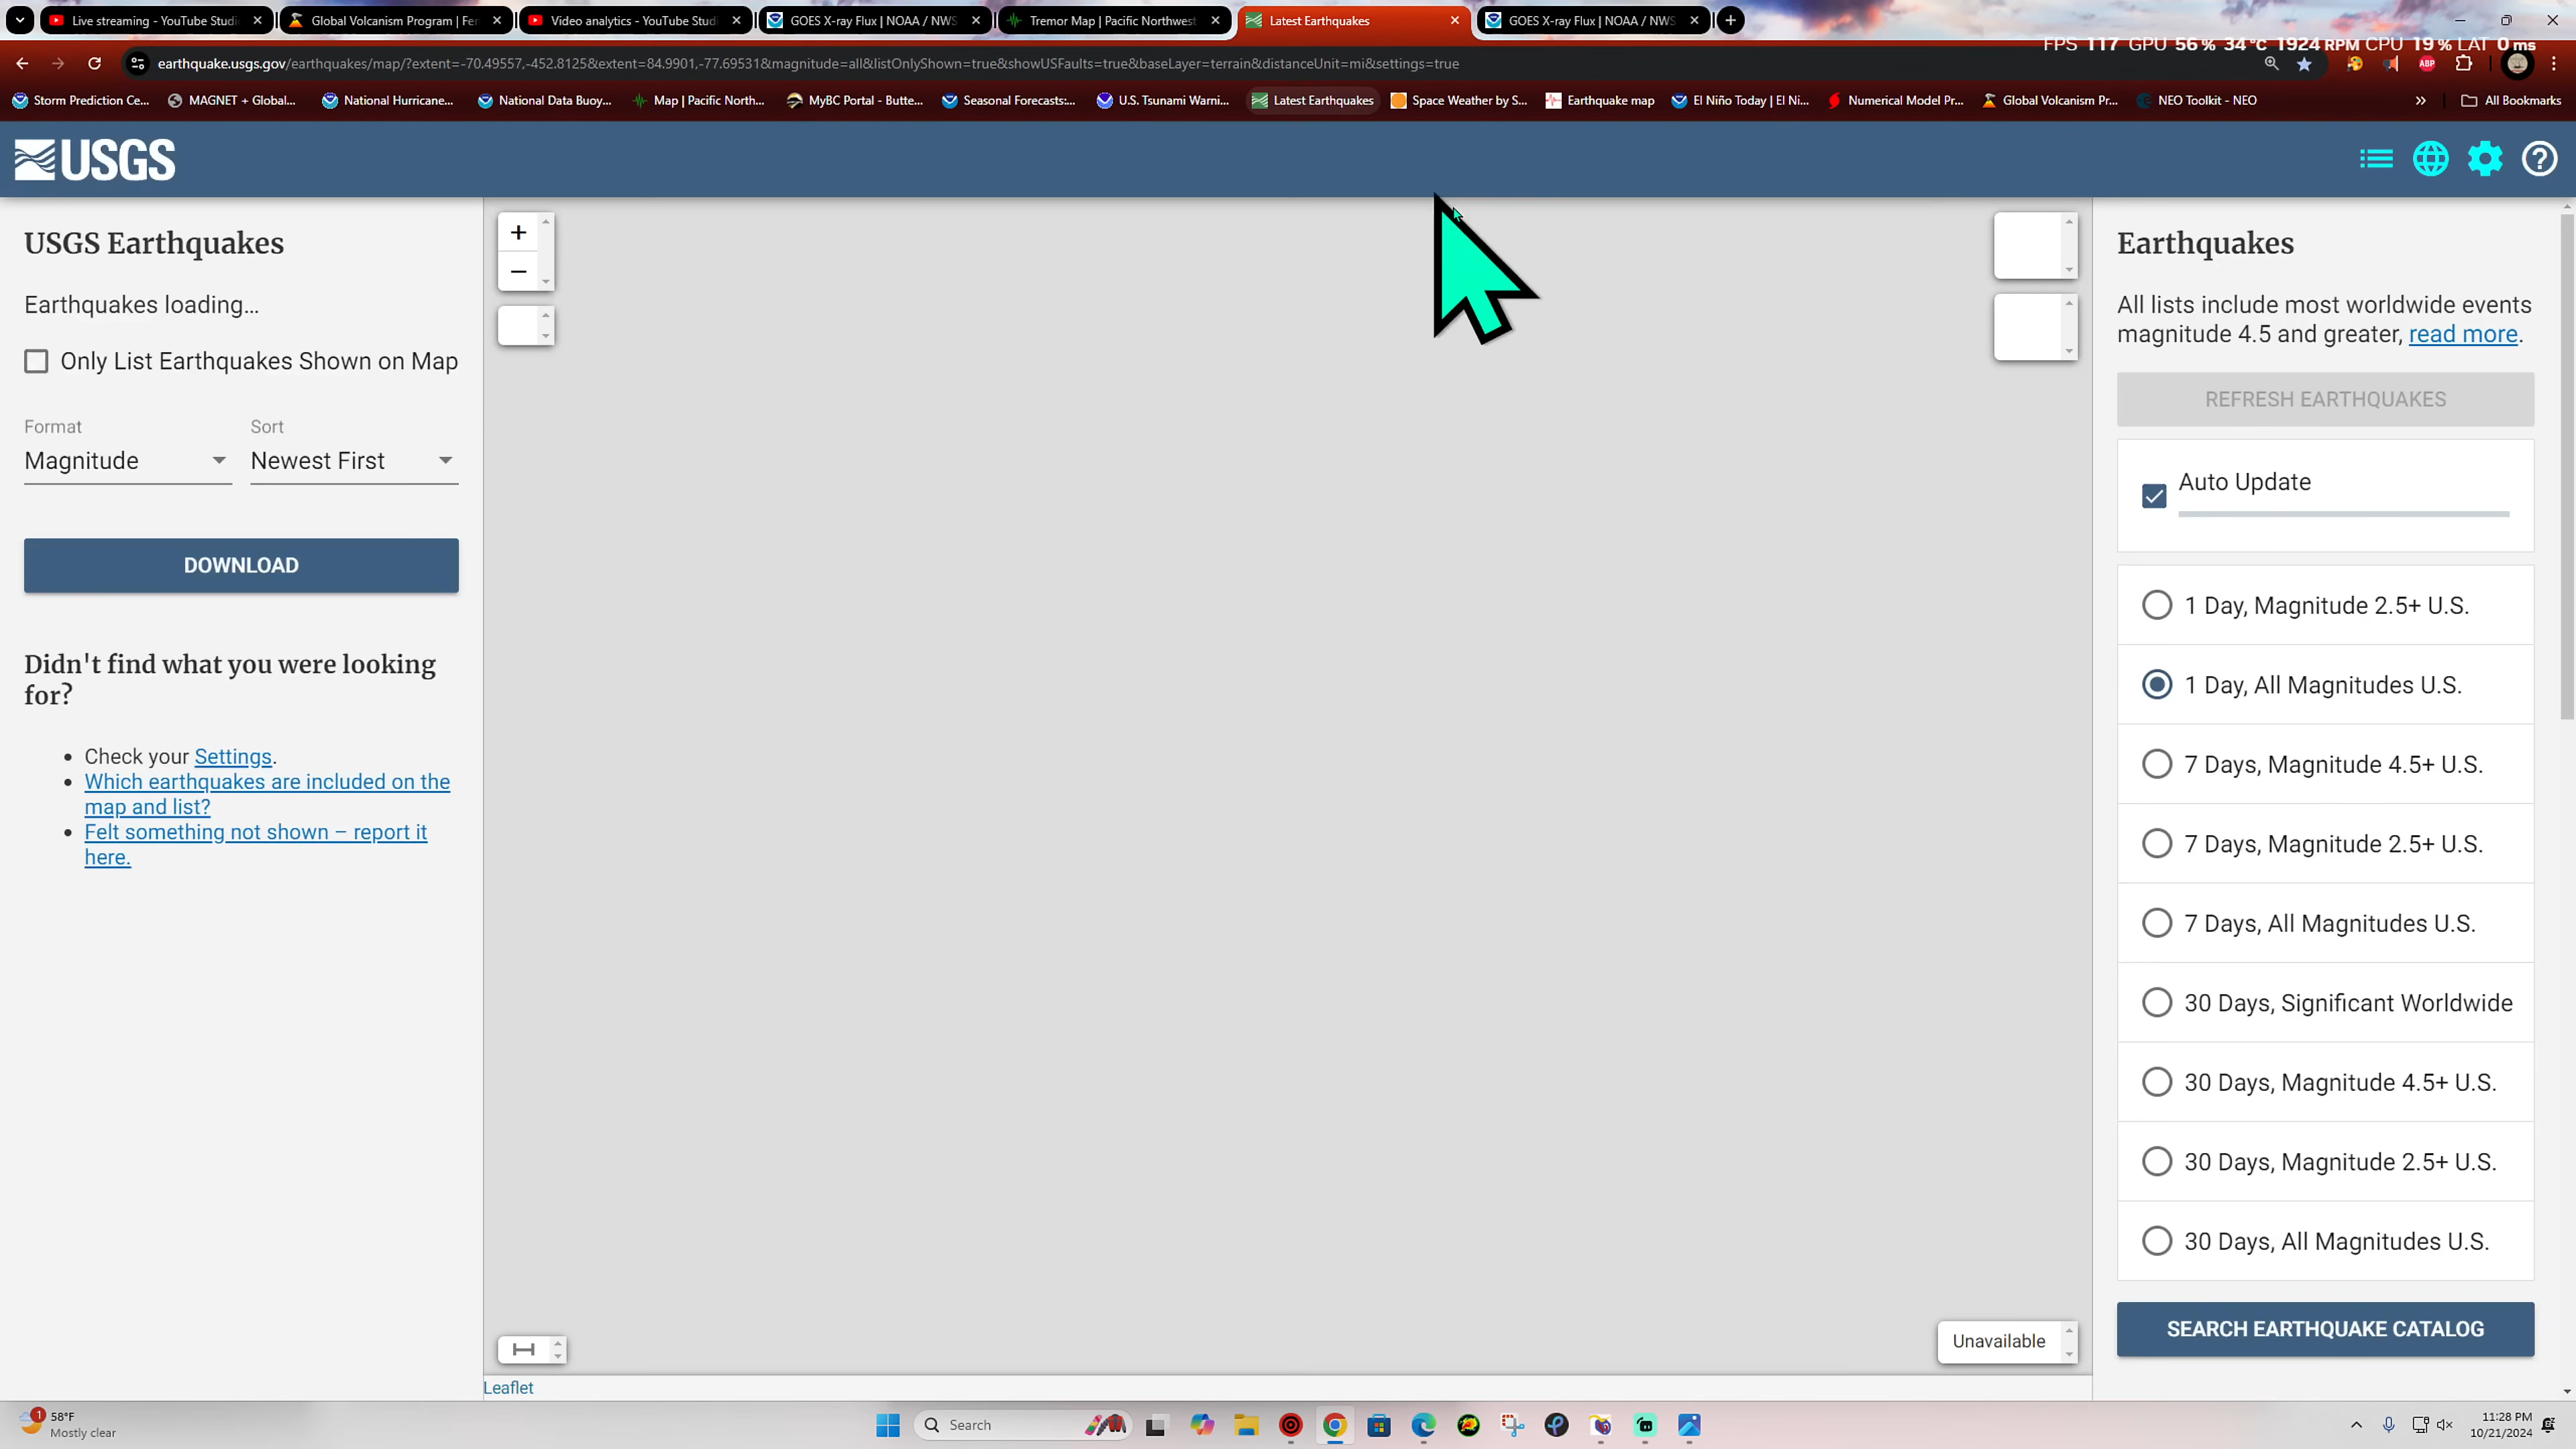 Live streaming - YouTube Studi
Global Volcanism Program | Fer
Video analytics - YouTube Studi
GOES X-ray Flux | NOAA / NWS
Tremor Map | Pacific Northwest
Latest Earthquakes
GOES X-ray Flux | NOAA / NWS
FPS 117 GPU 56 % 34 °C 1924 RPM CPU 19 % LAT 0 ms
earthquake.usgs.gov/earthquakes/map/?extent=-70.49557,-452.8125&extent=84.9901,-77.69531&magnitude=all&listOnlyShown=true&showUSFaults=true&baseLayer=terrain&distanceUnit=mi&settings=true
ABP
Storm Prediction Ce...
MAGNET + Global...
National Hurricane...
National Data Buoy...
Map | Pacific North...
MyBC Portal - Butte...
Seasonal Forecasts:...
U.S. Tsunami Warni...
Latest Earthquakes
Space Weather by S...
Earthquake map
El Niño Today | El Ni...
Numerical Model Pr...
Global Volcanism Pr...
NEO Toolkit - NEO
All Bookmarks
USGS
USGS Earthquakes
Earthquakes loading...
Only List Earthquakes Shown on Map
Format
Sort
Magnitude
Newest First
DOWNLOAD
Didn't find what you were looking
for?
Check your Settings.
Which earthquakes are included on the
map and list?
Felt something not shown – report it
here.
+
−
Unavailable
Leaflet
Earthquakes
All lists include most worldwide events
magnitude 4.5 and greater, read more.
REFRESH EARTHQUAKES
Auto Update
1 Day, Magnitude 2.5+ U.S.
1 Day, All Magnitudes U.S.
7 Days, Magnitude 4.5+ U.S.
7 Days, Magnitude 2.5+ U.S.
7 Days, All Magnitudes U.S.
30 Days, Significant Worldwide
30 Days, Magnitude 4.5+ U.S.
30 Days, Magnitude 2.5+ U.S.
30 Days, All Magnitudes U.S.
SEARCH EARTHQUAKE CATALOG
1
58°F
Mostly clear
Search
11:28 PM
10/21/2024